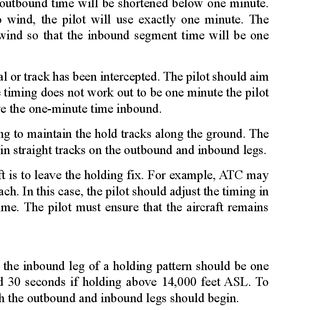 outbound time will be shortened below one minute.
wind, the pilot will use exactly one minute. The
wind so that the inbound segment time will be one
al or track has been intercepted. The pilot should aim
timing does not work out to be one minute the pilot
e the one-minute time inbound.
ng to maintain the hold tracks along the ground. The
in straight tracks on the outbound and inbound legs.
ft is to leave the holding fix. For example, ATC may
ach. In this case, the pilot should adjust the timing in
me. The pilot must ensure that the aircraft remains
the inbound leg of a holding pattern should be one
d 30 seconds if holding above 14,000 feet ASL. To
h the outbound and inbound legs should begin.